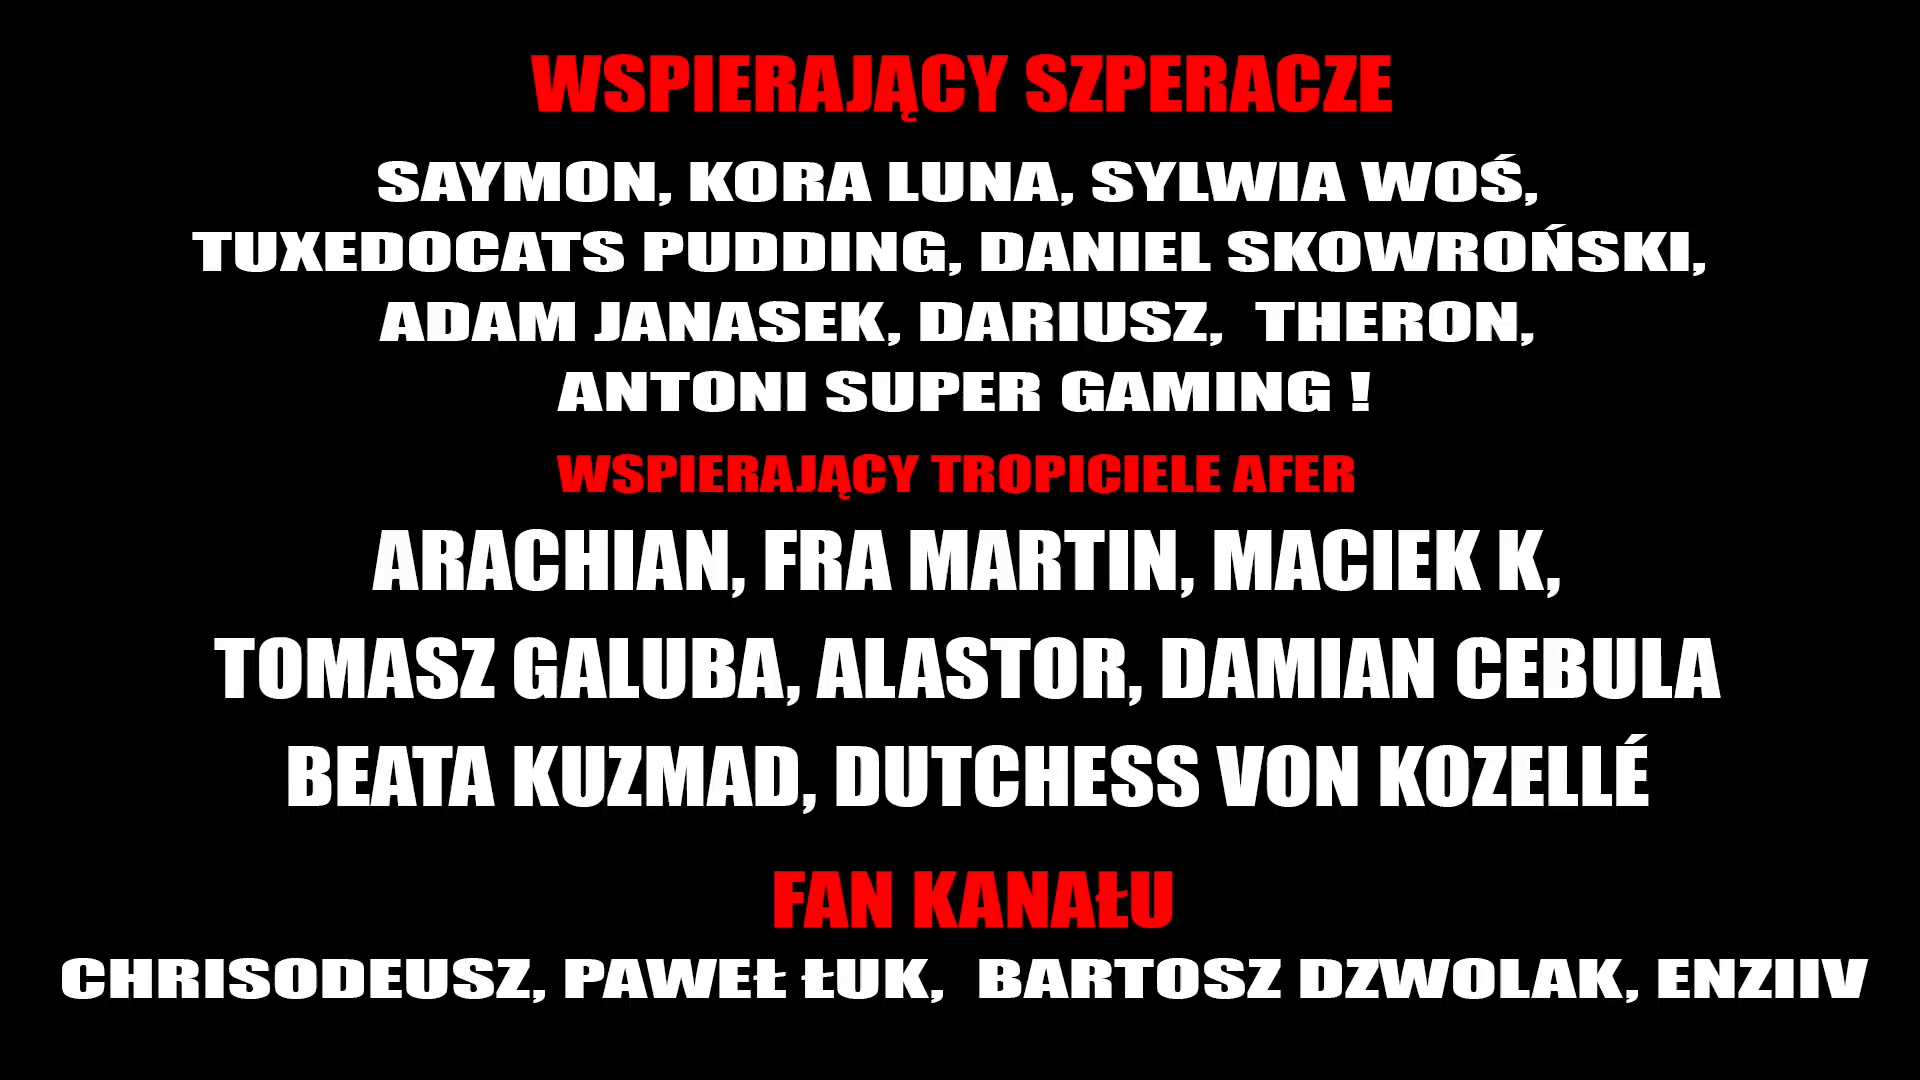 WSPIERAJĄCY SZPERACZE
SAYMON, KORA LUNA, SYLWIA WOŚ,
TUXEDOCATS PUDDING, DANIEL SKOWROŃSKI,
ADAM JANASEK, DARIUSZ, THERON,
ANTONI SUPER GAMING !
WSPIERAJĄCY TROPICIELE AFER
ARACHIAN, FRA MARTIN, MACIEK K,
TOMASZ GALUBA, ALASTOR, DAMIAN CEBULA
BEATA KUZMAD, DUTCHESS VON KOZELLÉ
FAN KANAŁU
CHRISODEUSZ, PAWEŁ ŁUK, BARTOSZ DZWOLAK, ENZIIV